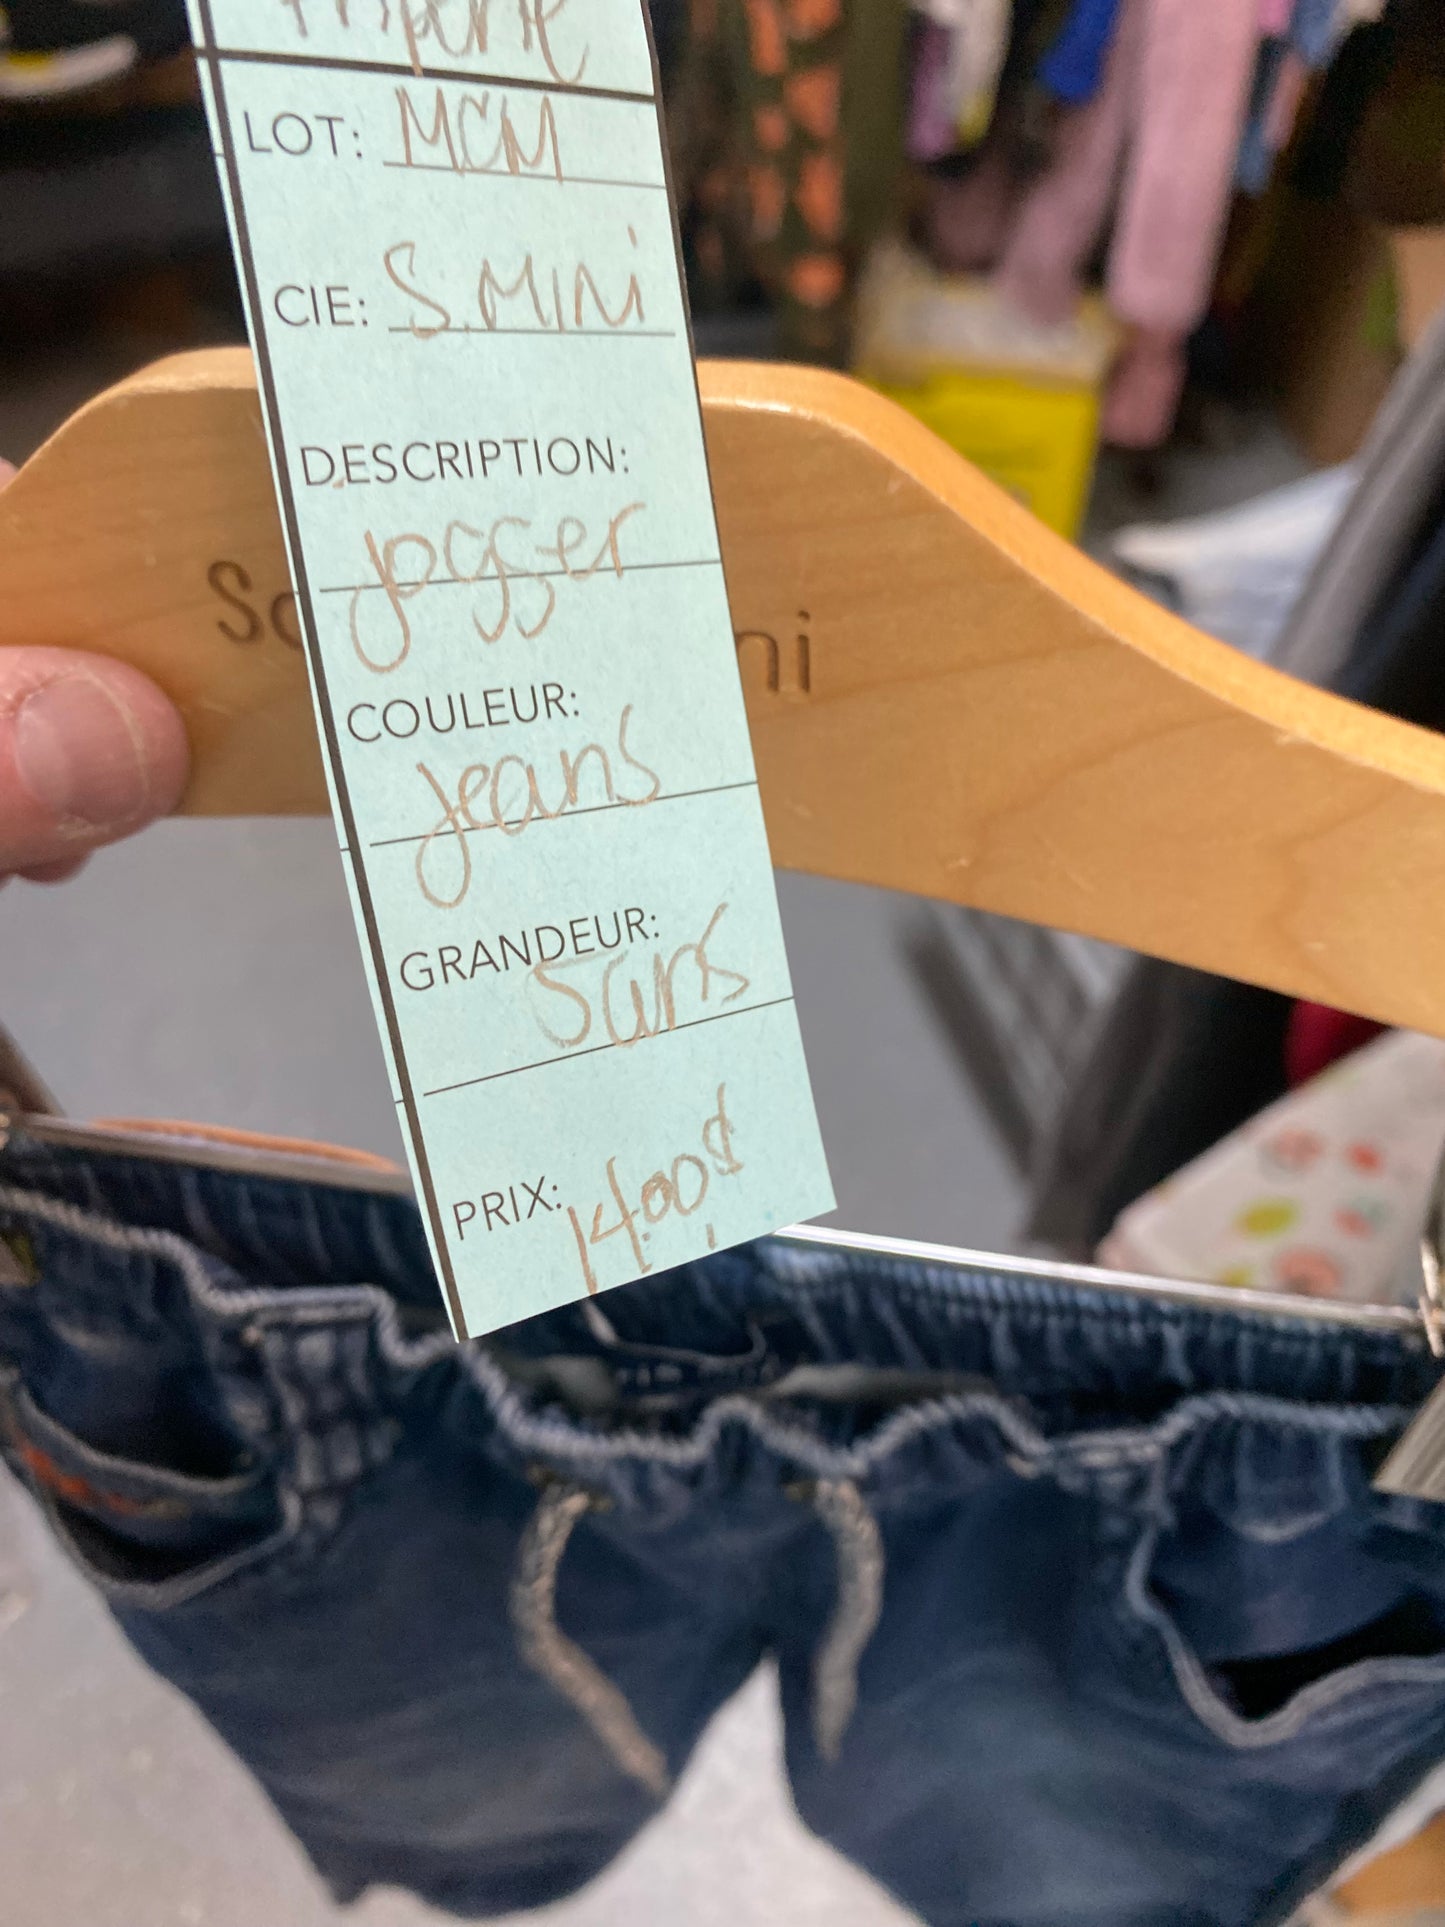 LOT: MCM
CIE: S.MINi
DESCRIPTION:
jogger
COULEUR:
jeans
GRANDEUR:
5ans
PRIX: 14.00$